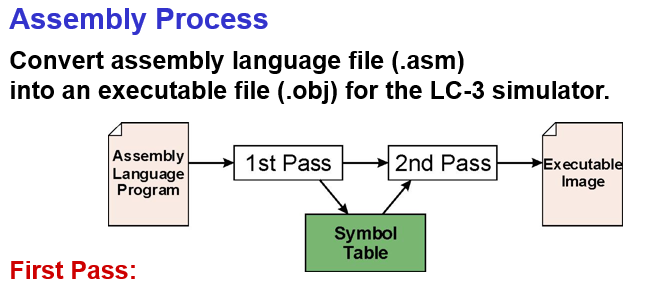 Assembly Process
Convert assembly language file (.asm)
into an executable file (.obj) for the LC-3 simulator.
Assembly
Language
Program
1st Pass
2nd Pass
Executable
Image
Symbol
Table
First Pass: